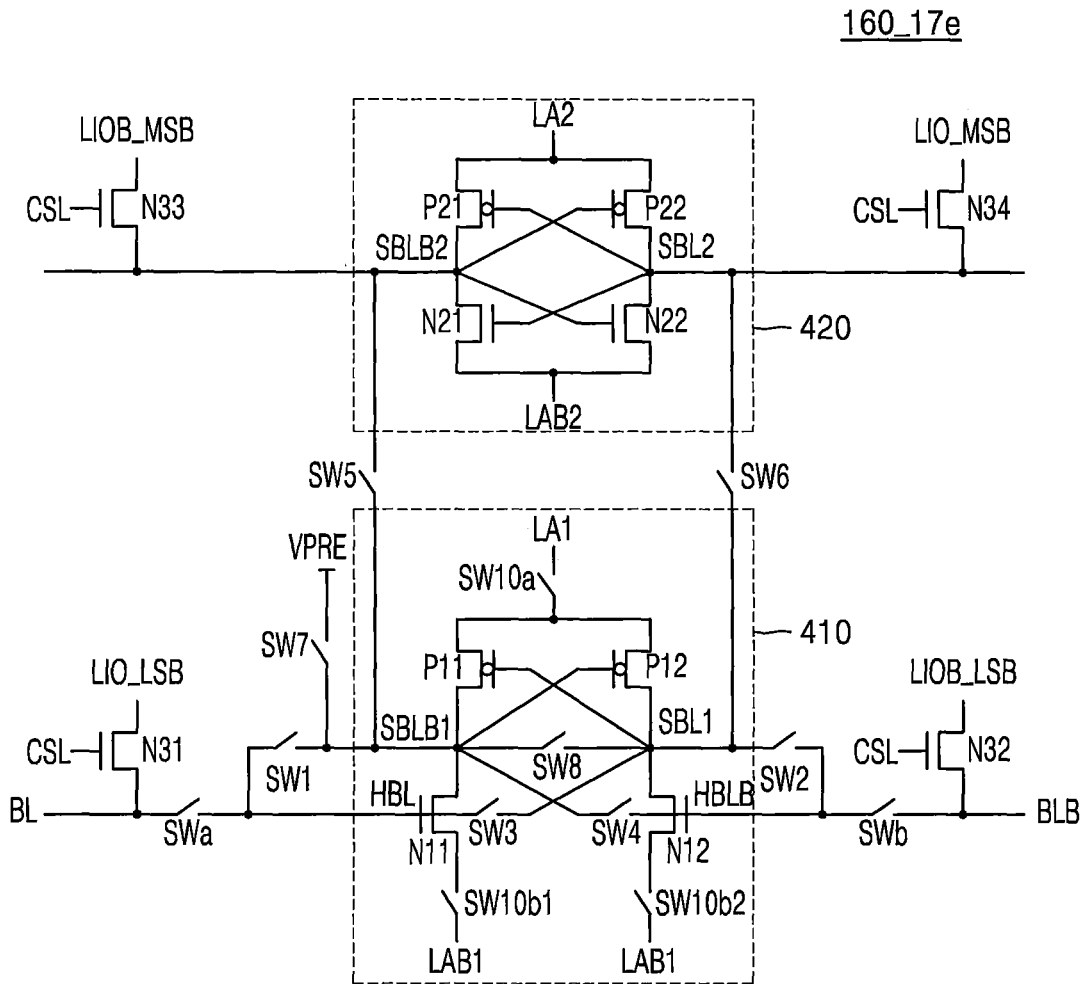 160_17e
LA2
LIOB_MSB
LIO_MSB
CSL
N33
P21
P22
CSL
N34
SBLB2
SBL2
N21
N22
420
LAB2
SW5
SW6
LA1
VPRE
SW10a
410
SW7
P11
P12
LIO_LSB
LIOB_LSB
SBLB1
SBL1
CSL
N31
SW1
SW8
SW2
CSL
N32
HBL
HBLB
BL
SWa
SW3
SW4
SWb
BLB
N11
N12
SW10b1
SW10b2
LAB1
LAB1